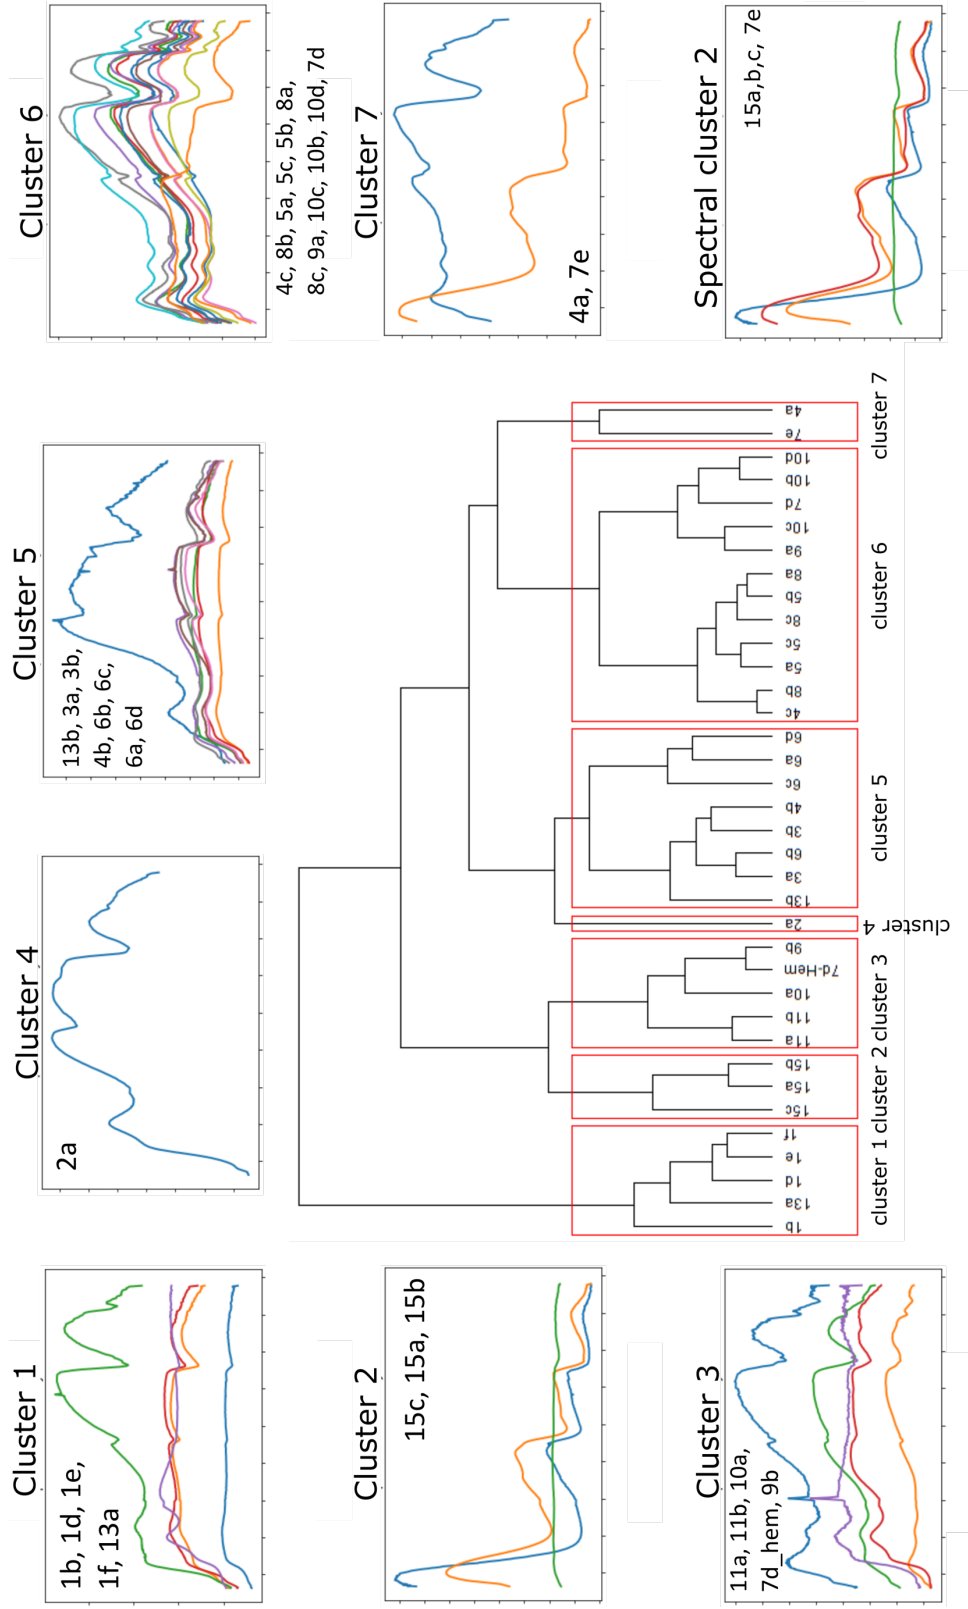 Cluster 1
1b, 1d, 1e,
1f, 13a
Cluster 4
2a
Cluster 5
13b, 3a, 3b,
4b, 6b, 6c,
6a, 6d
Cluster 6
4c, 8b, 5a, 5c, 5b, 8a,
8c, 9a, 10c, 10b, 10d, 7d
Cluster 2
15c, 15a, 15b
Cluster 7
4a, 7e
Cluster 3
11a, 11b, 10a,
7d_hem, 9b
Spectral cluster 2
15a,b,c, 7e
1b
13a
1d
1e
1f
15c
15a
15b
11a
11b
10a
7d-Hem
9b
2a
13b
3a
6b
3b
4b
6c
6a
6d
4c
8b
5a
5c
8c
5b
8a
9a
10c
7d
10b
10d
7e
4a
cluster 1
cluster 2
cluster 3
cluster 4
cluster 5
cluster 6
cluster 7